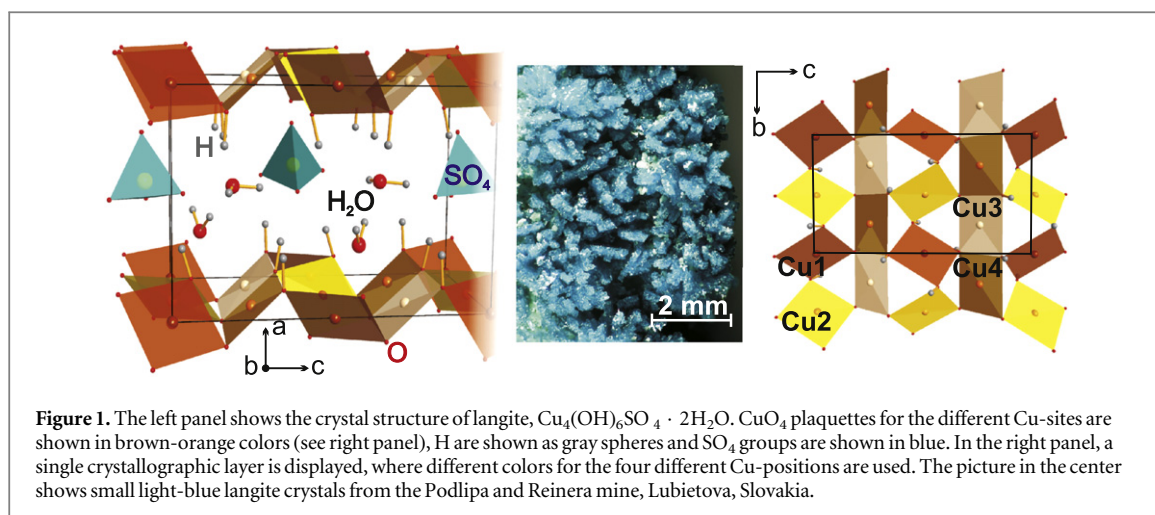 H
SO4
H2O
a
b
c
O
2 mm
c
b
Cu3
Cu1
Cu4
Cu2
Figure 1. The left panel shows the crystal structure of langite, Cu4(OH)6SO 4 · 2H2O. CuO4 plaquettes for the different Cu-sites are
shown in brown-orange colors (see right panel), H are shown as gray spheres and SO4 groups are shown in blue. In the right panel, a
single crystallographic layer is displayed, where different colors for the four different Cu-positions are used. The picture in the center
shows small light-blue langite crystals from the Podlipa and Reinera mine, Lubietova, Slovakia.